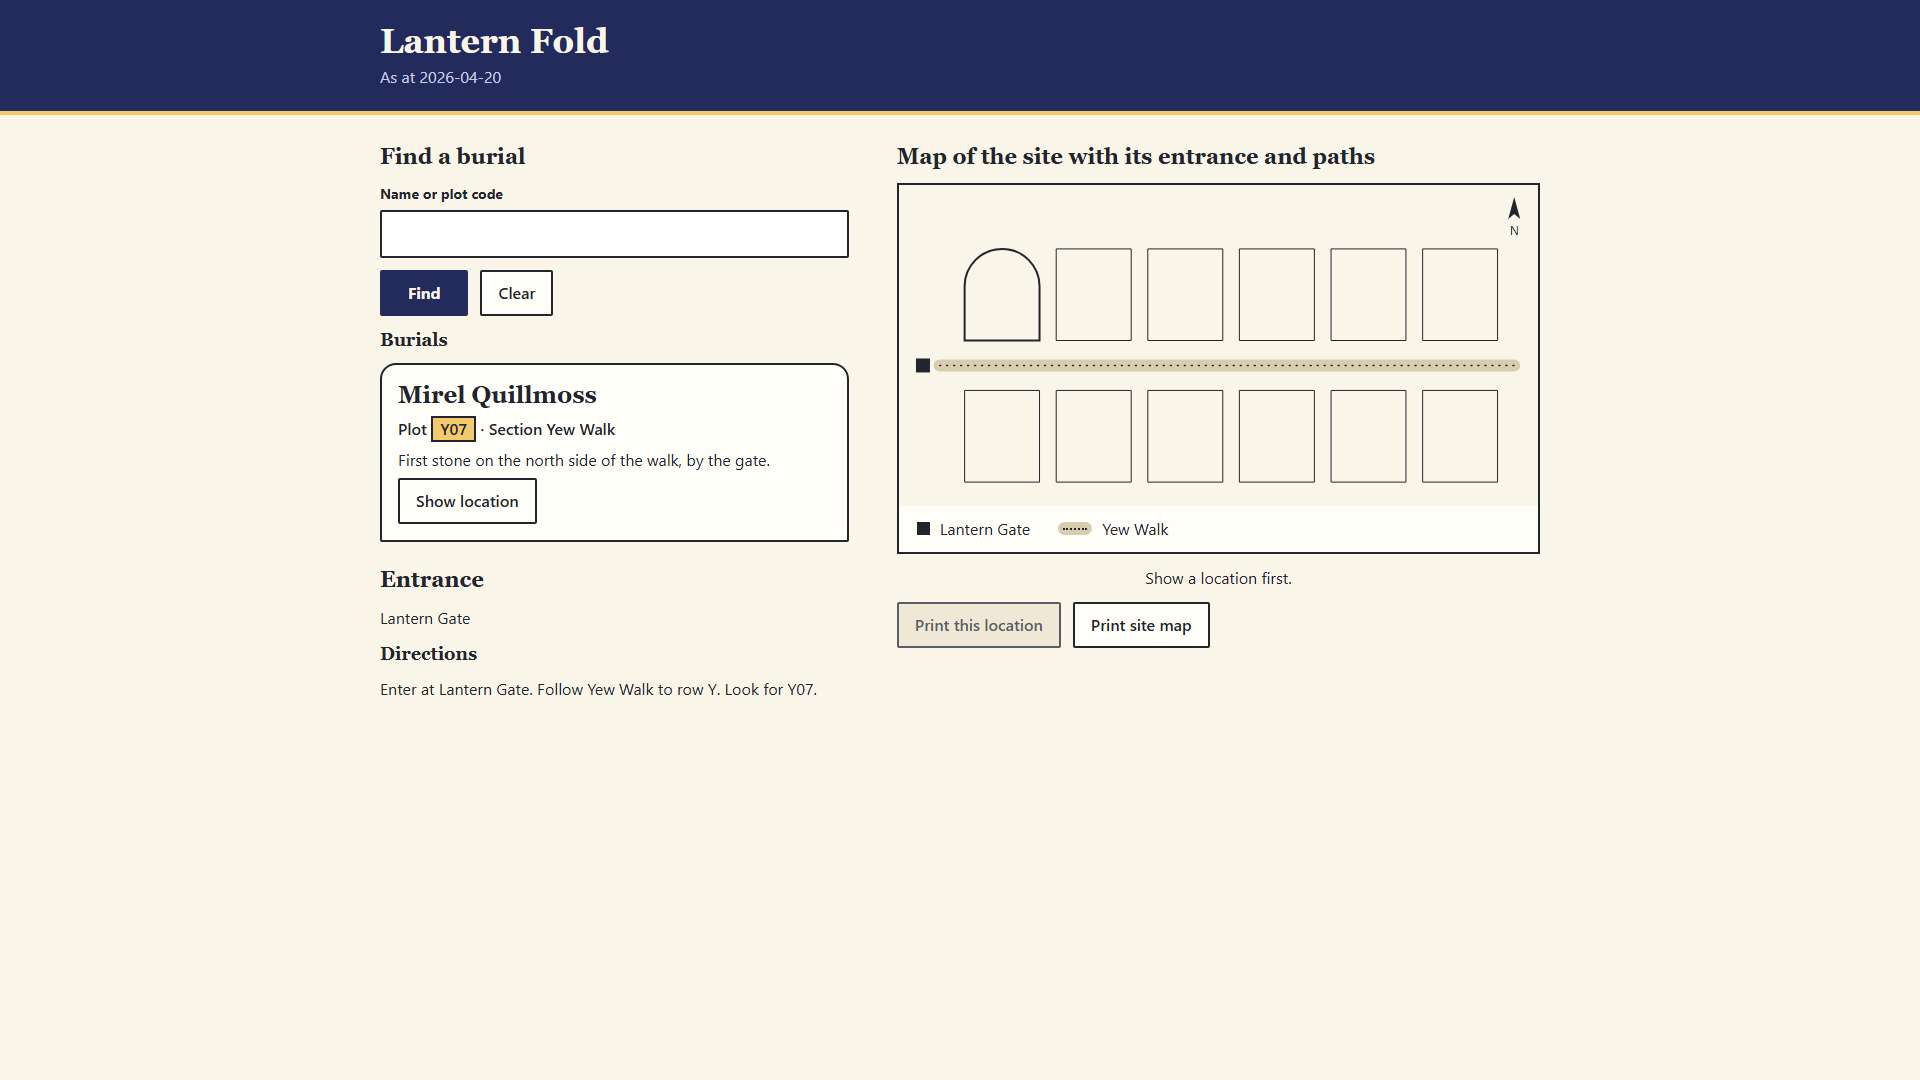 Lantern Fold
As at 2026-04-20
Find a burial
Name or plot code
Find
Clear
Burials
Mirel Quillmoss
Plot Y07 · Section Yew Walk
First stone on the north side of the walk, by the gate.
Show location
Entrance
Lantern Gate
Directions
Enter at Lantern Gate. Follow Yew Walk to row Y. Look for Y07.
Map of the site with its entrance and paths
N
Lantern Gate
Yew Walk
Show a location first.
Print this location
Print site map